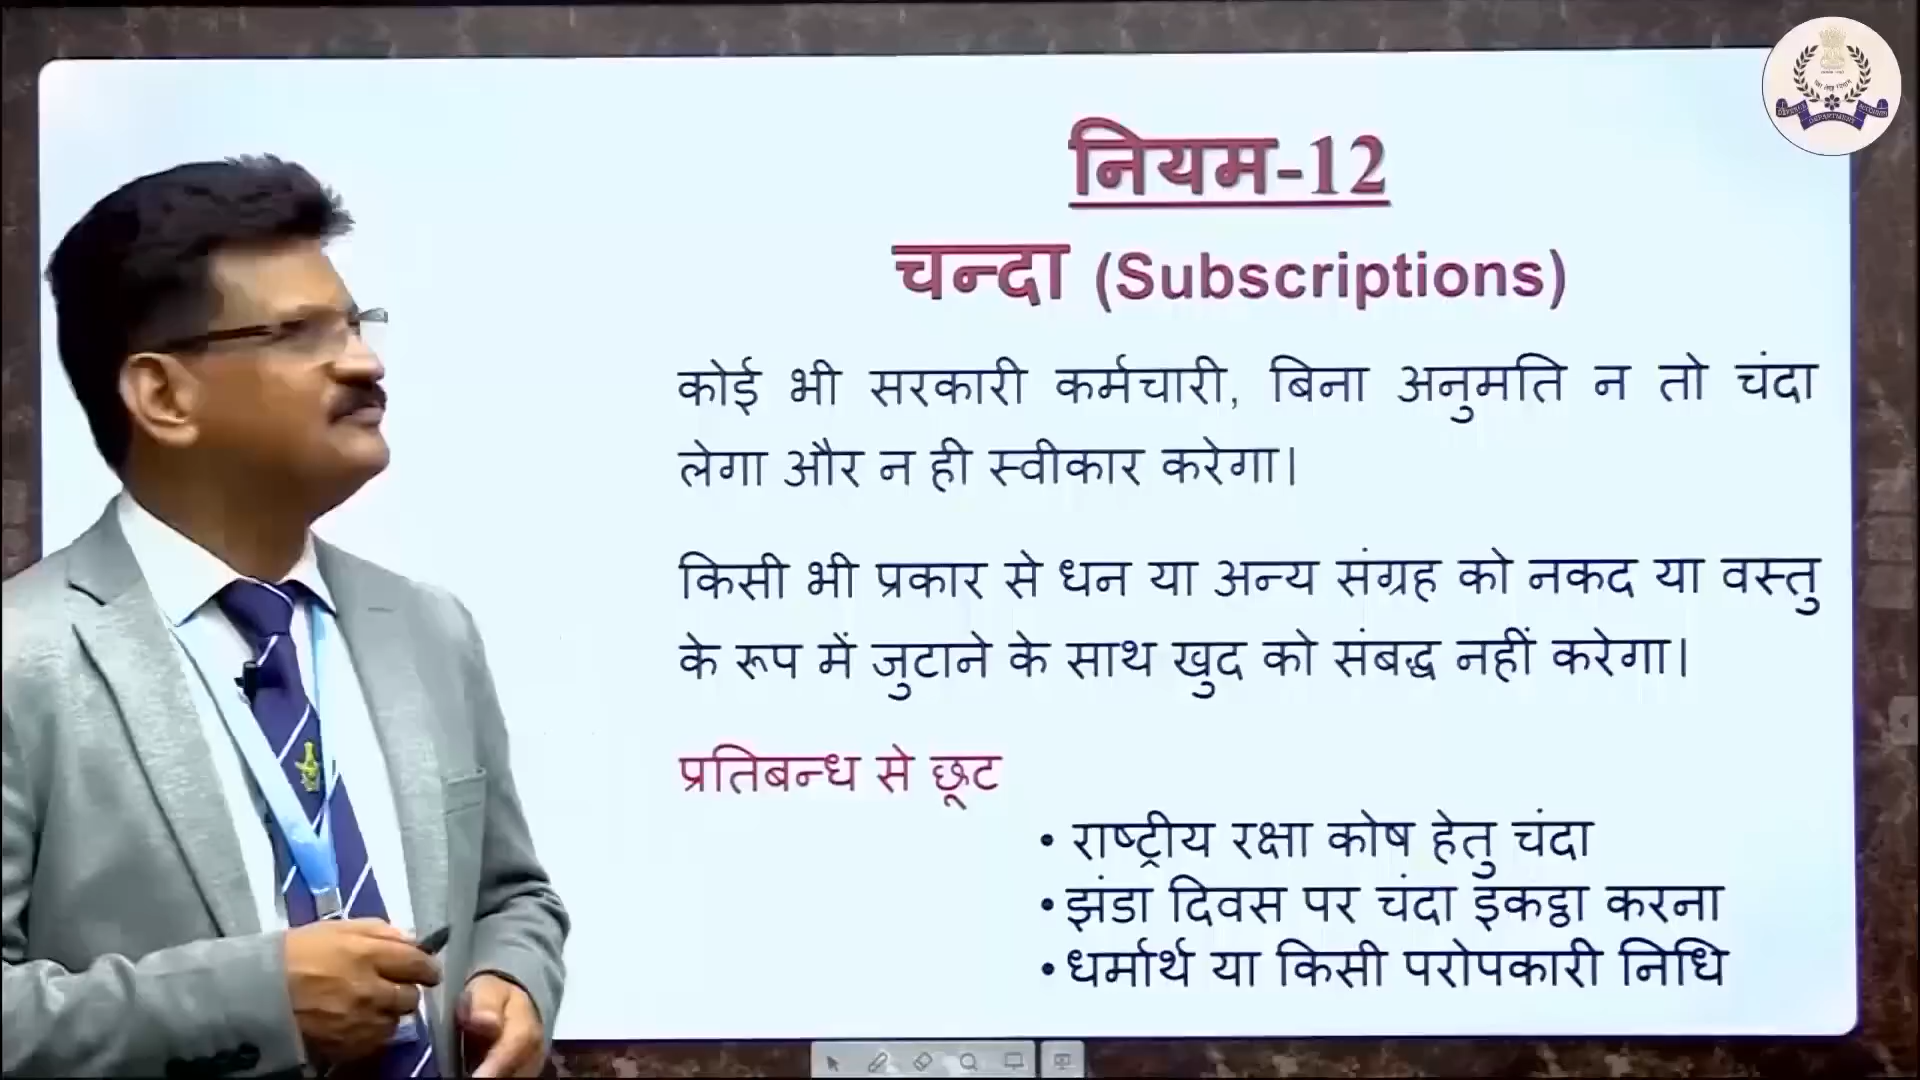 नियम-12
चन्दा (Subscriptions)
कोई भी सरकारी कर्मचारी, बिना अनुमति न तो चंदा
लेगा और न ही स्वीकार करेगा।
किसी भी प्रकार से धन या अन्य संग्रह को नकद या वस्तु
के रूप में जुटाने के साथ खुद को संबद्ध नहीं करेगा।
प्रतिबन्ध से छूट
• राष्ट्रीय रक्षा कोष हेतु चंदा
• झंडा दिवस पर चंदा इकट्ठा करना
• धर्मार्थ या किसी परोपकारी निधि
DEPARTMENT